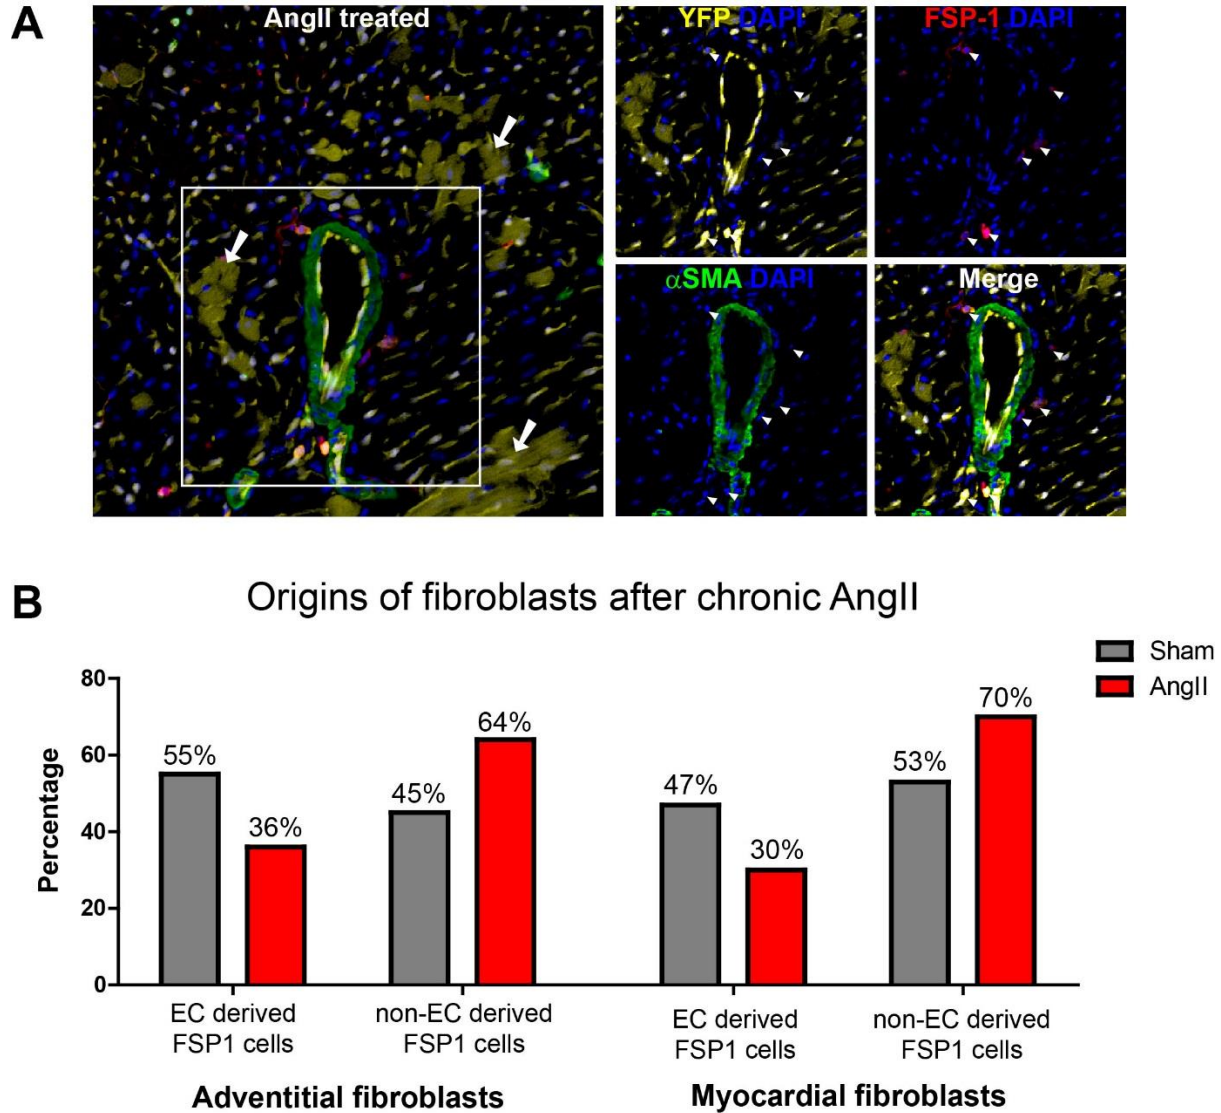 A
AngII treated
YFP DAPI
FSP-1 DAPI
αSMA DAPI
Merge
B
Origins of fibroblasts after chronic AngII
Sham
AngII
Percentage
80
60
40
20
0
55%
36%
45%
64%
47%
30%
53%
70%
EC derived
FSP1 cells
non-EC derived
FSP1 cells
EC derived
FSP1 cells
non-EC derived
FSP1 cells
Adventitial fibroblasts
Myocardial fibroblasts